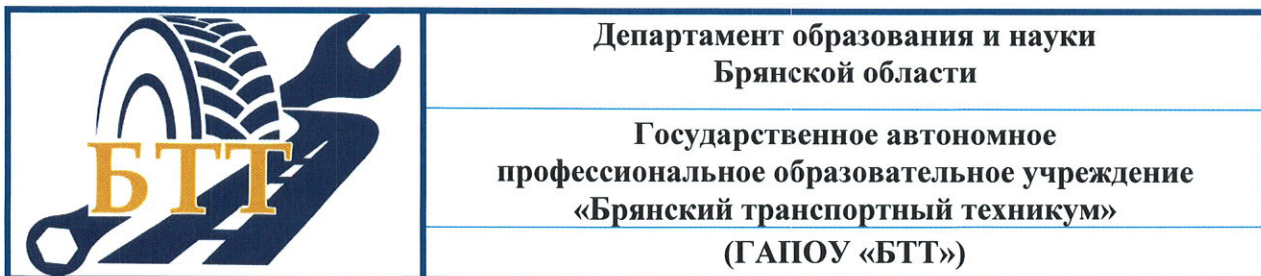 БТТ
Департамент образования и науки
Брянской области
Государственное автономное
профессиональное образовательное учреждение
«Брянский транспортный техникум»
(ГАПОУ «БТТ»)